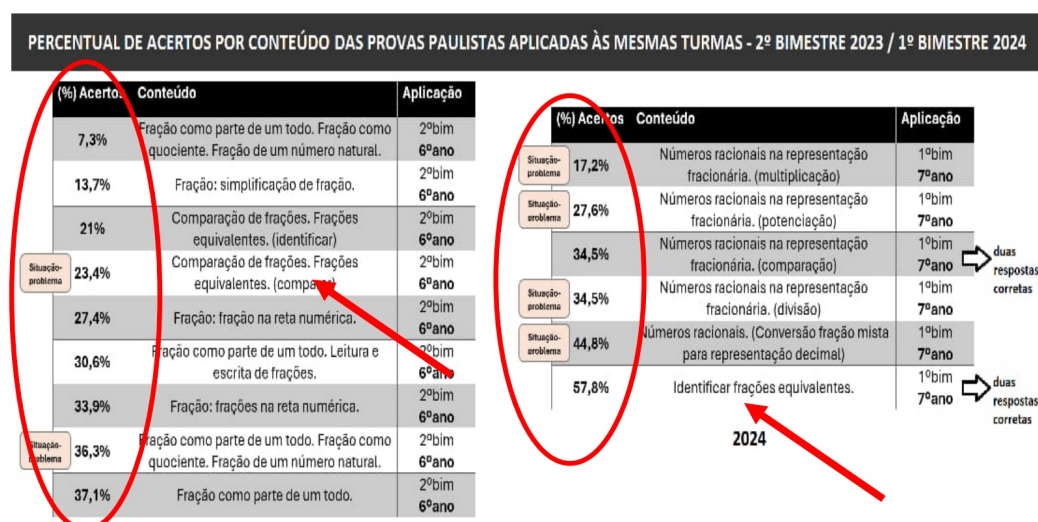 PERCENTUAL DE ACERTOS POR CONTEÚDO DAS PROVAS PAULISTAS APLICADAS ÀS MESMAS TURMAS - 2º BIMESTRE 2023 / 1º BIMESTRE 2024
(%) Acertos Conteúdo Aplicação
7,3% Fração como parte de um todo. Fração como quociente. Fração de um número natural. 2ºbim 6ºano
13,7% Fração: simplificação de fração. 2ºbim 6ºano
21% Comparação de frações. Frações equivalentes. (identificar) 2ºbim 6ºano
Situação-problema 23,4% Comparação de frações. Frações equivalentes. 2ºbim 6ºano
27,4% Fração: fração na reta numérica. 2ºbim 6ºano
30,6% Fração como parte de um todo. Leitura e escrita de frações. 2ºbim 6ºano
33,9% Fração: frações na reta numérica. 2ºbim 6ºano
Situação-problema 36,3% Fração como parte de um todo. Fração como quociente. Fração de um número natural. 2ºbim 6ºano
37,1% Fração como parte de um todo. 2ºbim 6ºano
(%) Acertos Conteúdo Aplicação
Situação-problema 17,2% Números racionais na representação fracionária. (multiplicação) 1ºbim 7ºano
Situação-problema 27,6% Números racionais na representação fracionária. (potenciação) 1ºbim 7ºano
34,5% Números racionais na representação fracionária. (comparação) 1ºbim 7ºano duas respostas corretas
Situação-problema 34,5% Números racionais na representação fracionária. (divisão) 1ºbim 7ºano
Situação-problema 44,8% Números racionais. (Conversão fração mista para representação decimal) 1ºbim 7ºano
57,8% Identificar frações equivalentes. 1ºbim 7ºano duas respostas corretas
2024